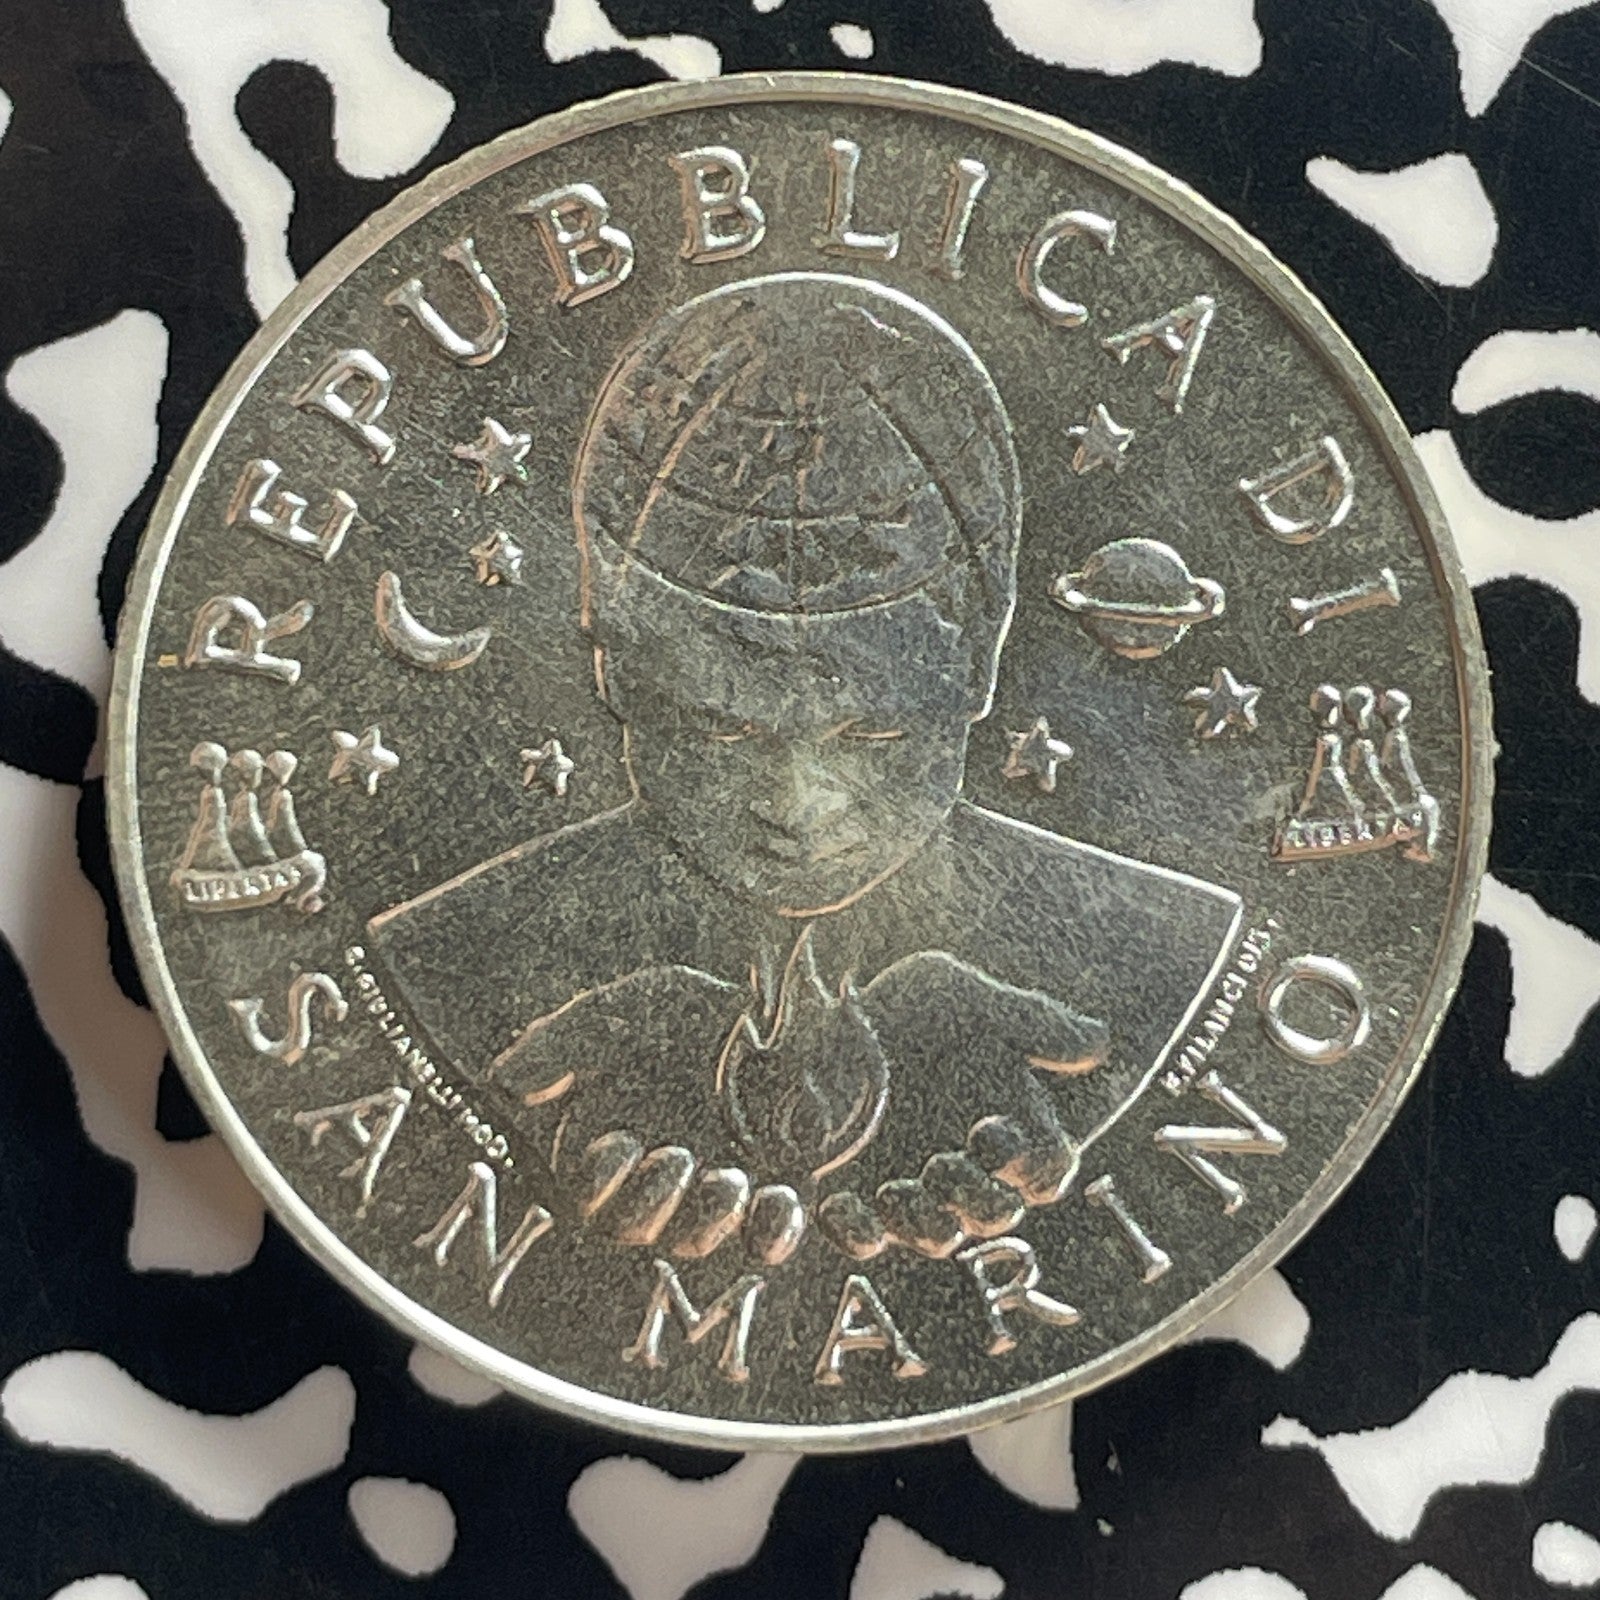 REPUBBLICA DI
SAN MARINO
LIBERTAS
LIBERTAS